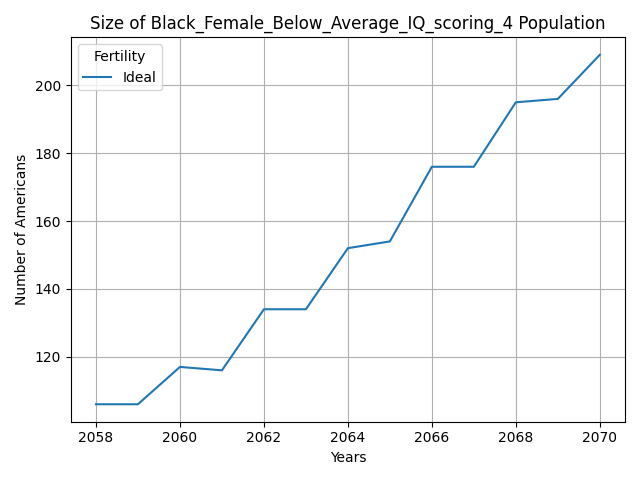 Size of Black_Female_Below_Average_IQ_scoring_4 Population
Fertility
Ideal
200
180
160
140
120
Number of Americans
2058 2060 2062 2064 2066 2068 2070
Years